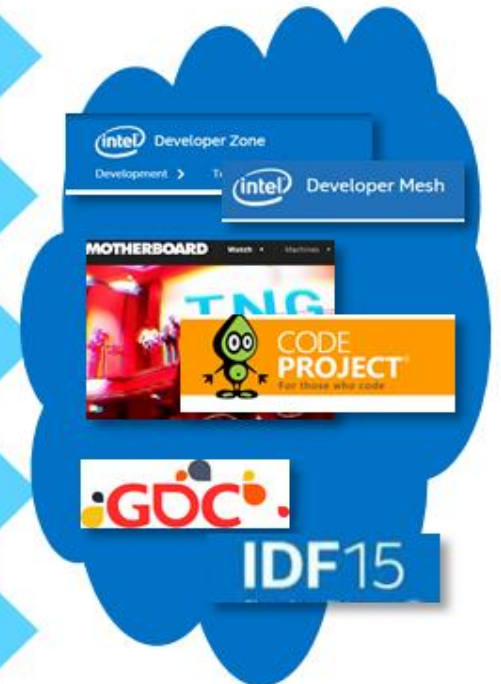 intel Developer Zone
Development >
intel Developer Mesh
MOTHERBOARD Watch Machines
TNG
CODE
PROJECT
For those who code
GDC
IDF15